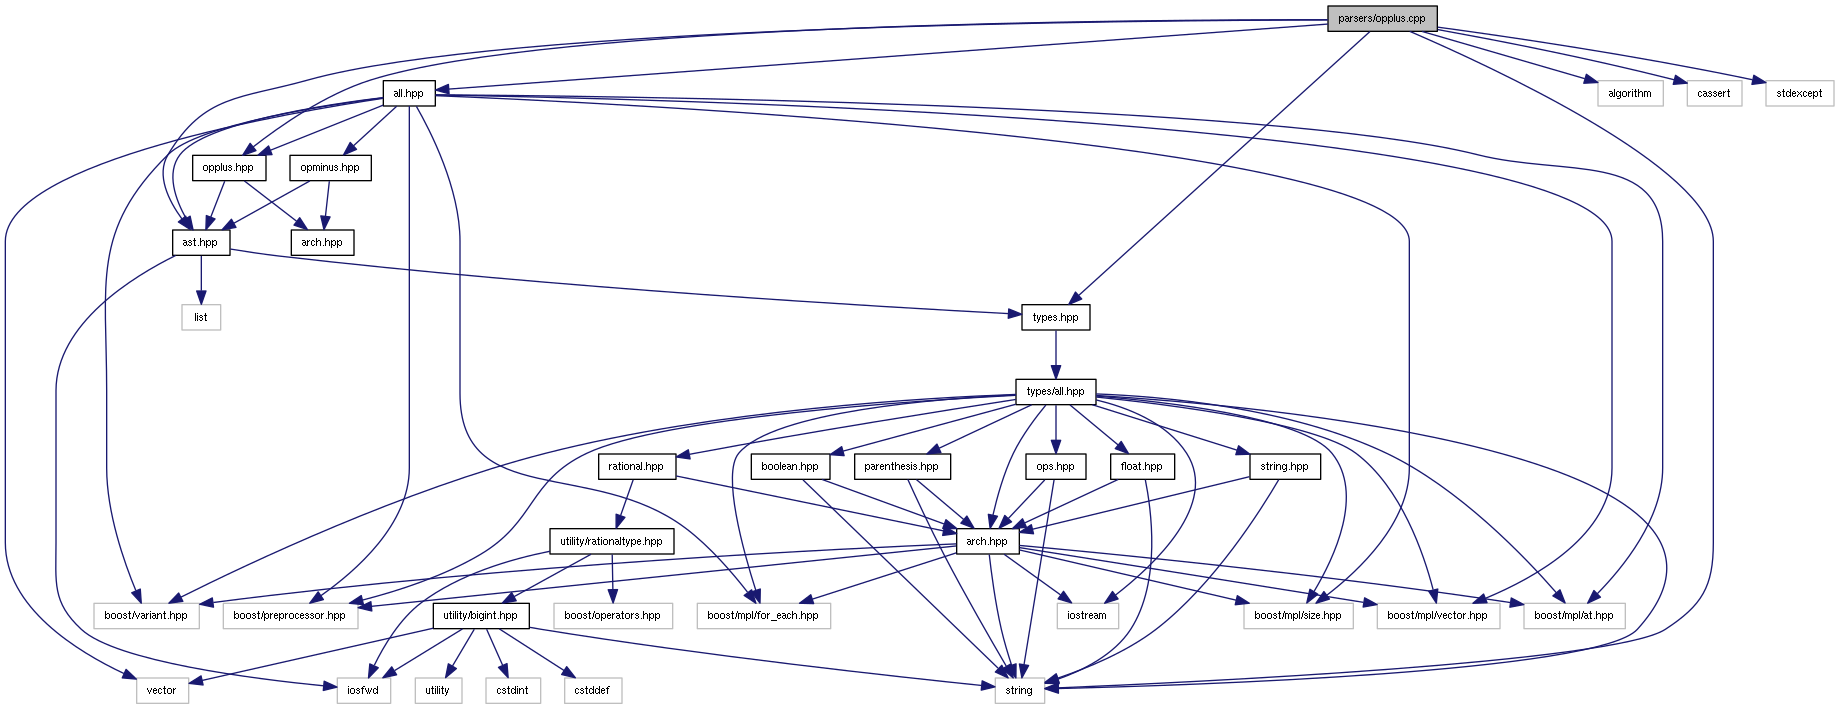 parsers/opplus.cpp
all.hpp
algorithm
cassert
stdexcept
opplus.hpp
opminus.hpp
ast.hpp
arch.hpp
list
types.hpp
types/all.hpp
rational.hpp
boolean.hpp
parenthesis.hpp
ops.hpp
float.hpp
string.hpp
utility/rationaltype.hpp
arch.hpp
boost/variant.hpp
boost/preprocessor.hpp
utility/bigint.hpp
boost/operators.hpp
boost/mpl/for_each.hpp
iostream
boost/mpl/size.hpp
boost/mpl/vector.hpp
boost/mpl/at.hpp
vector
iosfwd
utility
cstdint
cstddef
string